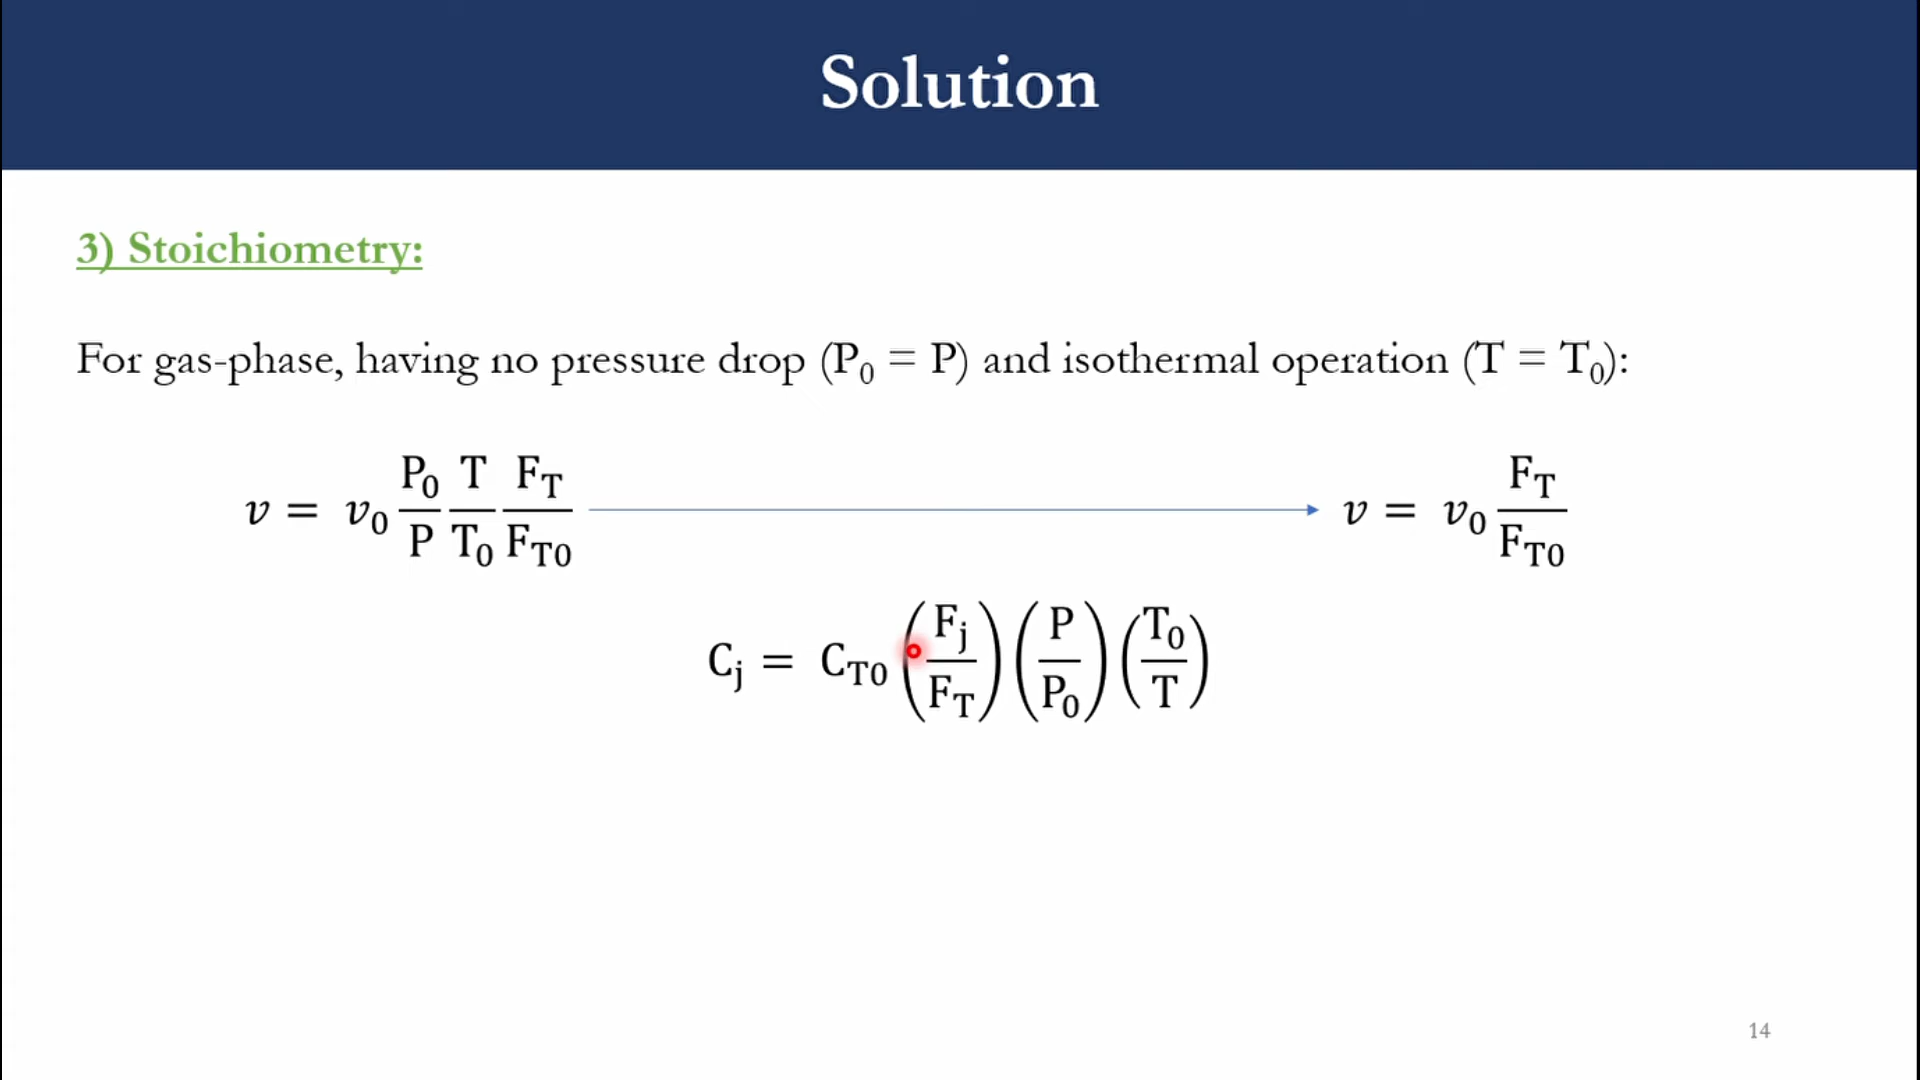 Solution
3) Stoichiometry:
For gas-phase, having no pressure drop (P₀ = P) and isothermal operation (T = T₀):
v = v₀ P₀/P T/T₀ F_T/F_T0 → v = v₀ F_T/F_T0
C_j = C_T0 (F_j/F_T) (P/P₀) (T₀/T)
14